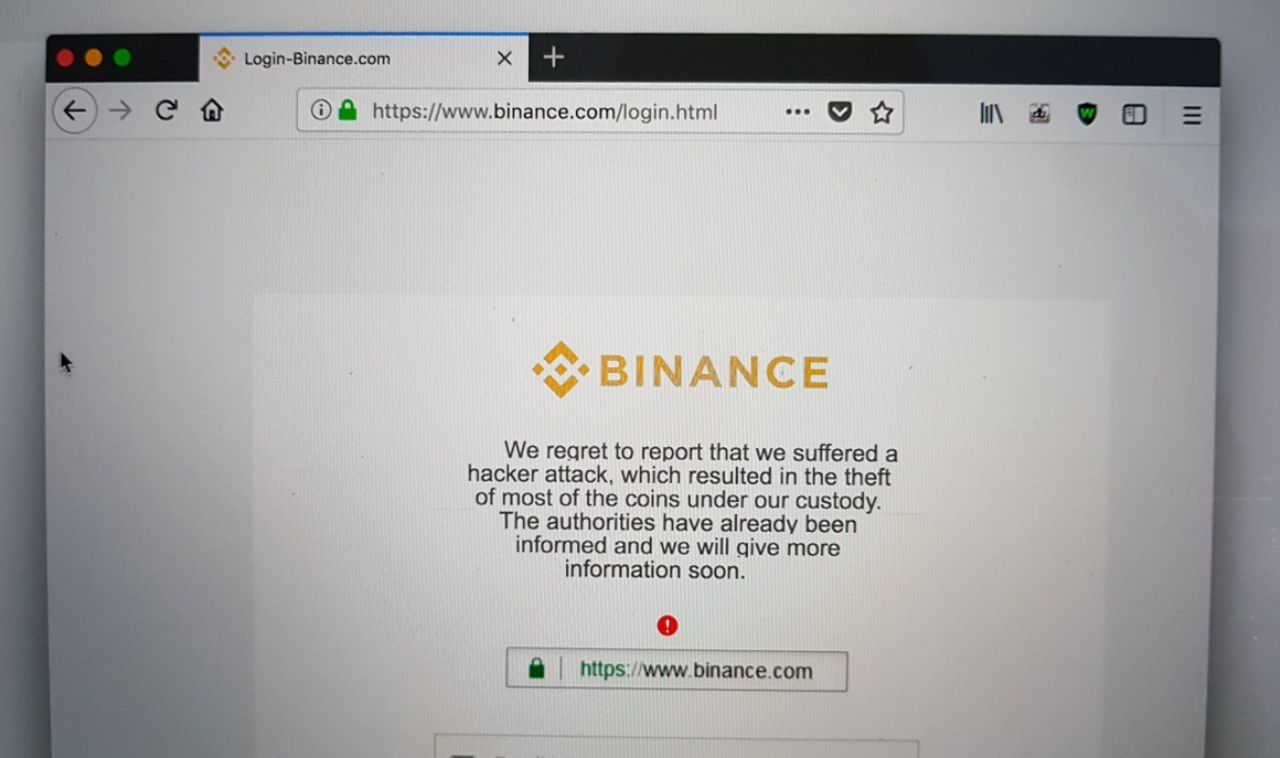 Login-Binance.com
https://www.binance.com/login.html
W
BINANCE
We regret to report that we suffered a
hacker attack, which resulted in the theft
of most of the coins under our custody.
The authorities have already been
informed and we will give more
information soon.
https://www.binance.com